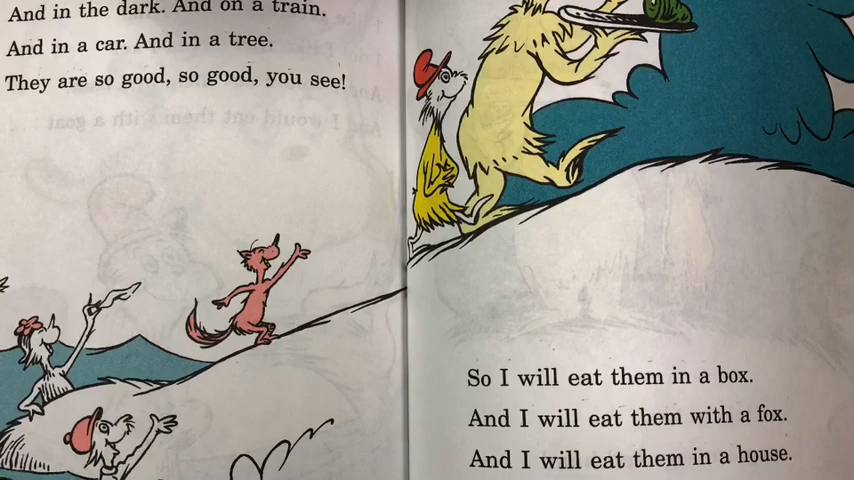 And in the dark. And on a train.
And in a car. And in a tree.
They are so good, so good, you see!
So I will eat them in a box.
And I will eat them with a fox.
And I will eat them in a house.